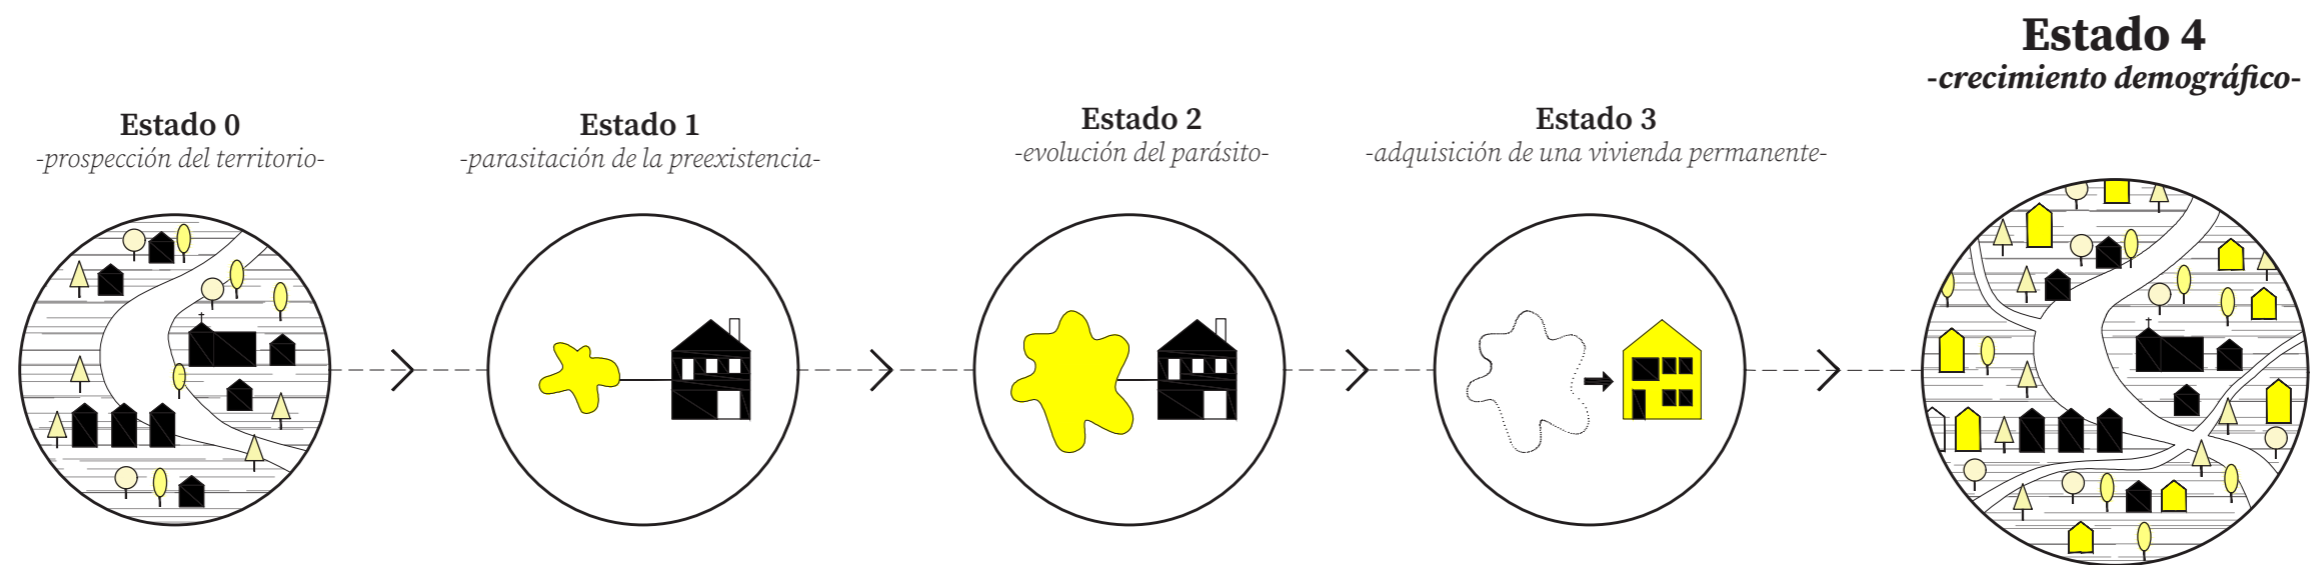 Estado 0
-prospección del territorio-
Estado 1
-parasitación de la preexistencia-
Estado 2
-evolución del parásito-
Estado 3
-adquisición de una vivienda permanente-
Estado 4
-crecimiento demográfico-